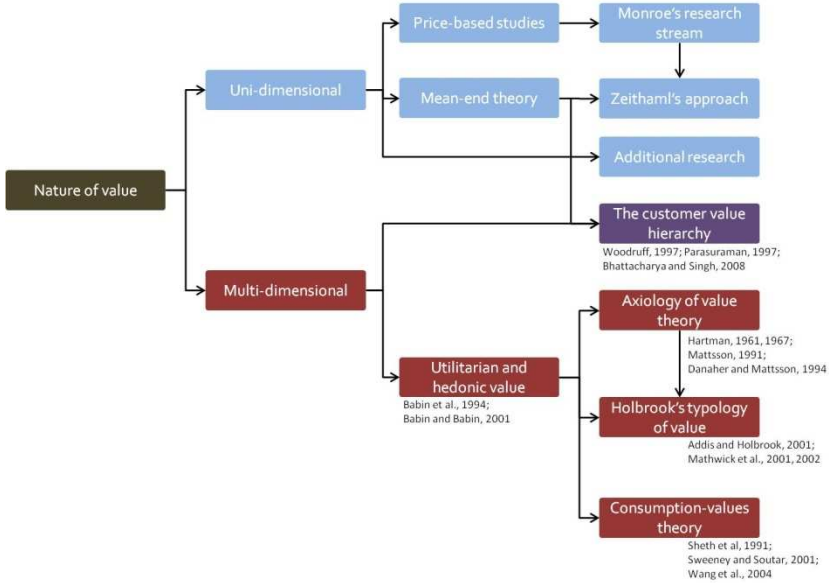 Price-based studies
Monroe's research
stream
Uni-dimensional
Mean-end theory
Zeithaml's approach
Additional research
Nature of value
The customer value
hierarchy
Woodruff, 1997; Parasuraman, 1997;
Bhattacharya and Singh, 2008
Multi-dimensional
Axiology of value
theory
Hartman, 1961, 1967;
Mattsson, 1991;
Danaher and Mattsson, 1994
Utilitarian and
hedonic value
Babin et al., 1994;
Babin and Babin, 2001
Holbrook's typology
of value
Addis and Holbrook, 2001;
Mathwick et al., 2001, 2002
Consumption-values
theory
Sheth et al, 1991;
Sweeney and Soutar, 2001;
Wang et al., 2004